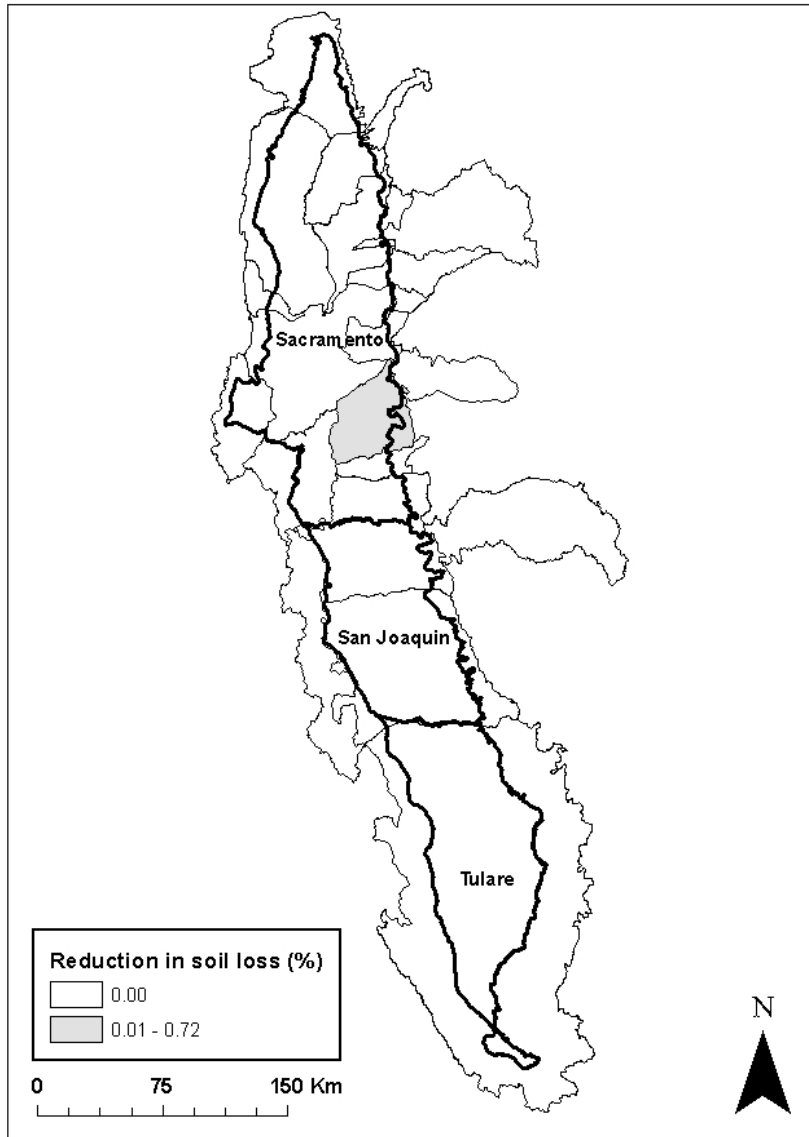 Sacramento
San Joaquin
Tulare
Reduction in soil loss (%)
0.00
0.01 - 0.72
0 75 150 Km
N